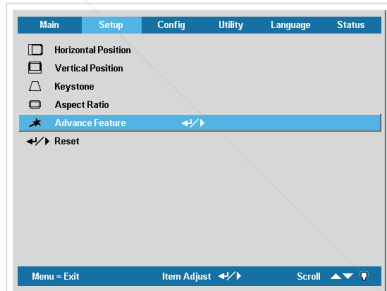 Main Setup Config Utility Language Status
Horizontal Position
Vertical Position
Keystone
Aspect Ratio
Advance Feature
Reset
Menu = Exit Item Adjust Scroll